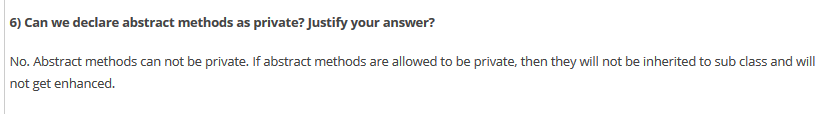 6) Can we declare abstract methods as private? Justify your answer?
No. Abstract methods can not be private. If abstract methods are allowed to be private, then they will not be inherited to sub class and will
not get enhanced.